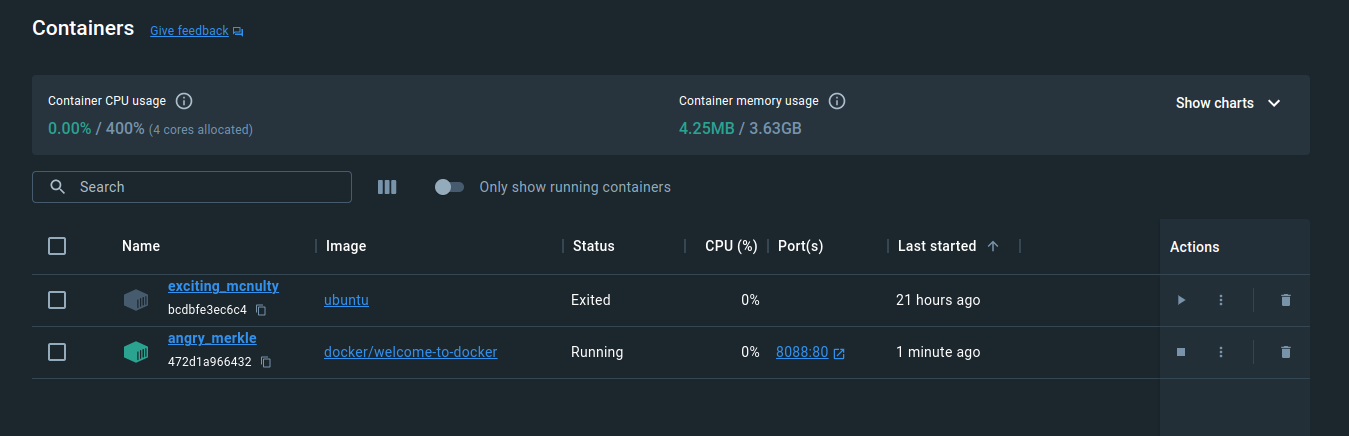 Containers Give feedback
Container CPU usage
0.00% / 400% (4 cores allocated)
Container memory usage
4.25MB / 3.63GB
Show charts
Search
Only show running containers
Name Image Status CPU (%) Port(s) Last started Actions
exciting_mcnulty
bcdbfe3ec6c4
ubuntu Exited 0% 21 hours ago
angry_merkle
472d1a966432
docker/welcome-to-docker Running 0% 8088:80 1 minute ago